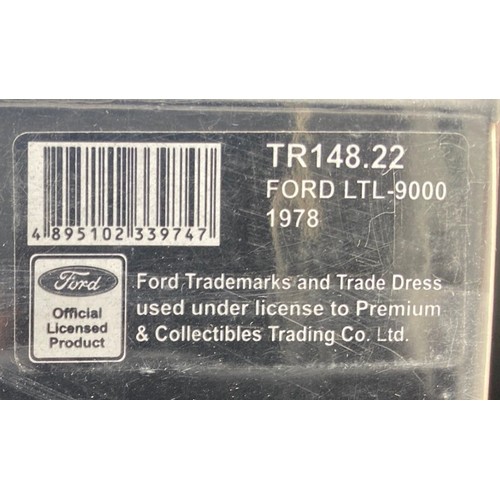 TR148.22
FORD LTL-9000
1978
4 895102 339747
Ford
Official
Licensed
Product
Ford Trademarks and Trade Dress
used under license to Premium
& Collectibles Trading Co. Ltd.